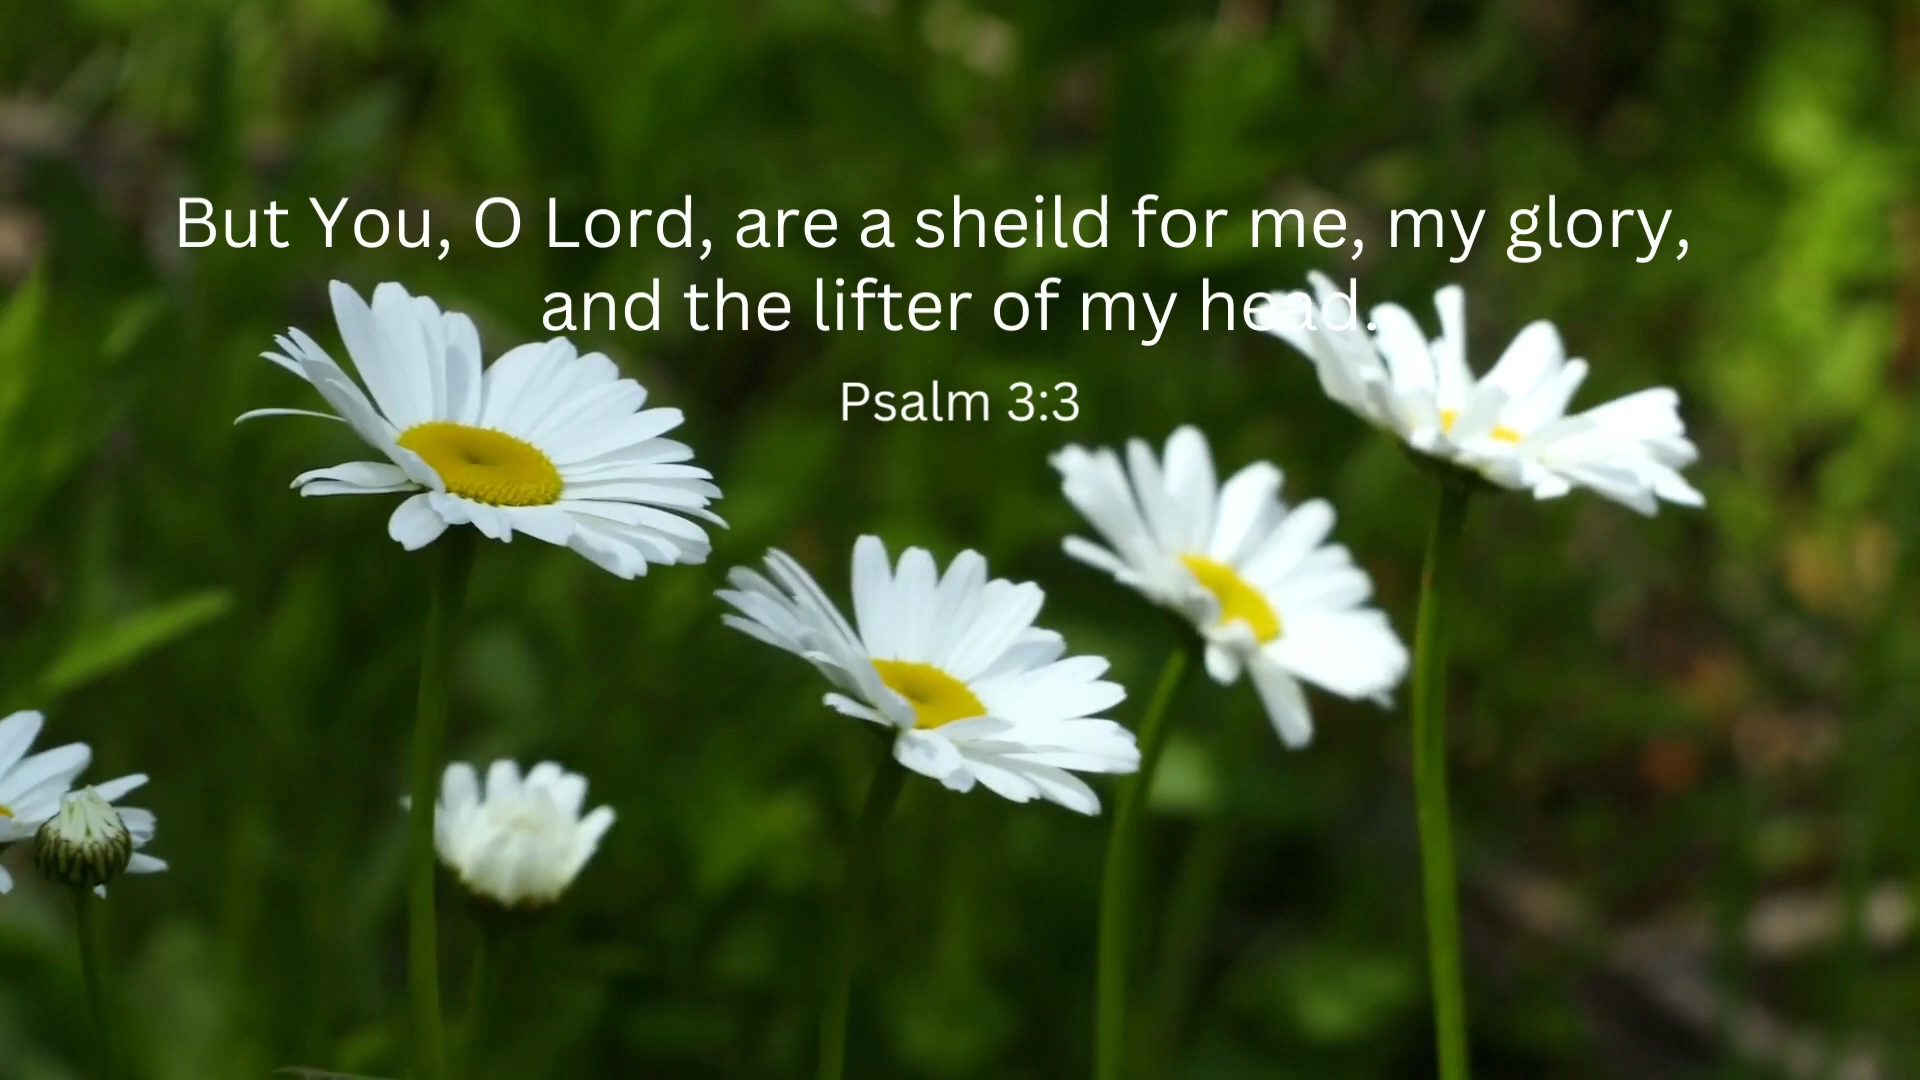 But You, O Lord, are a sheild for me, my glory,
and the lifter of my head.
Psalm 3:3